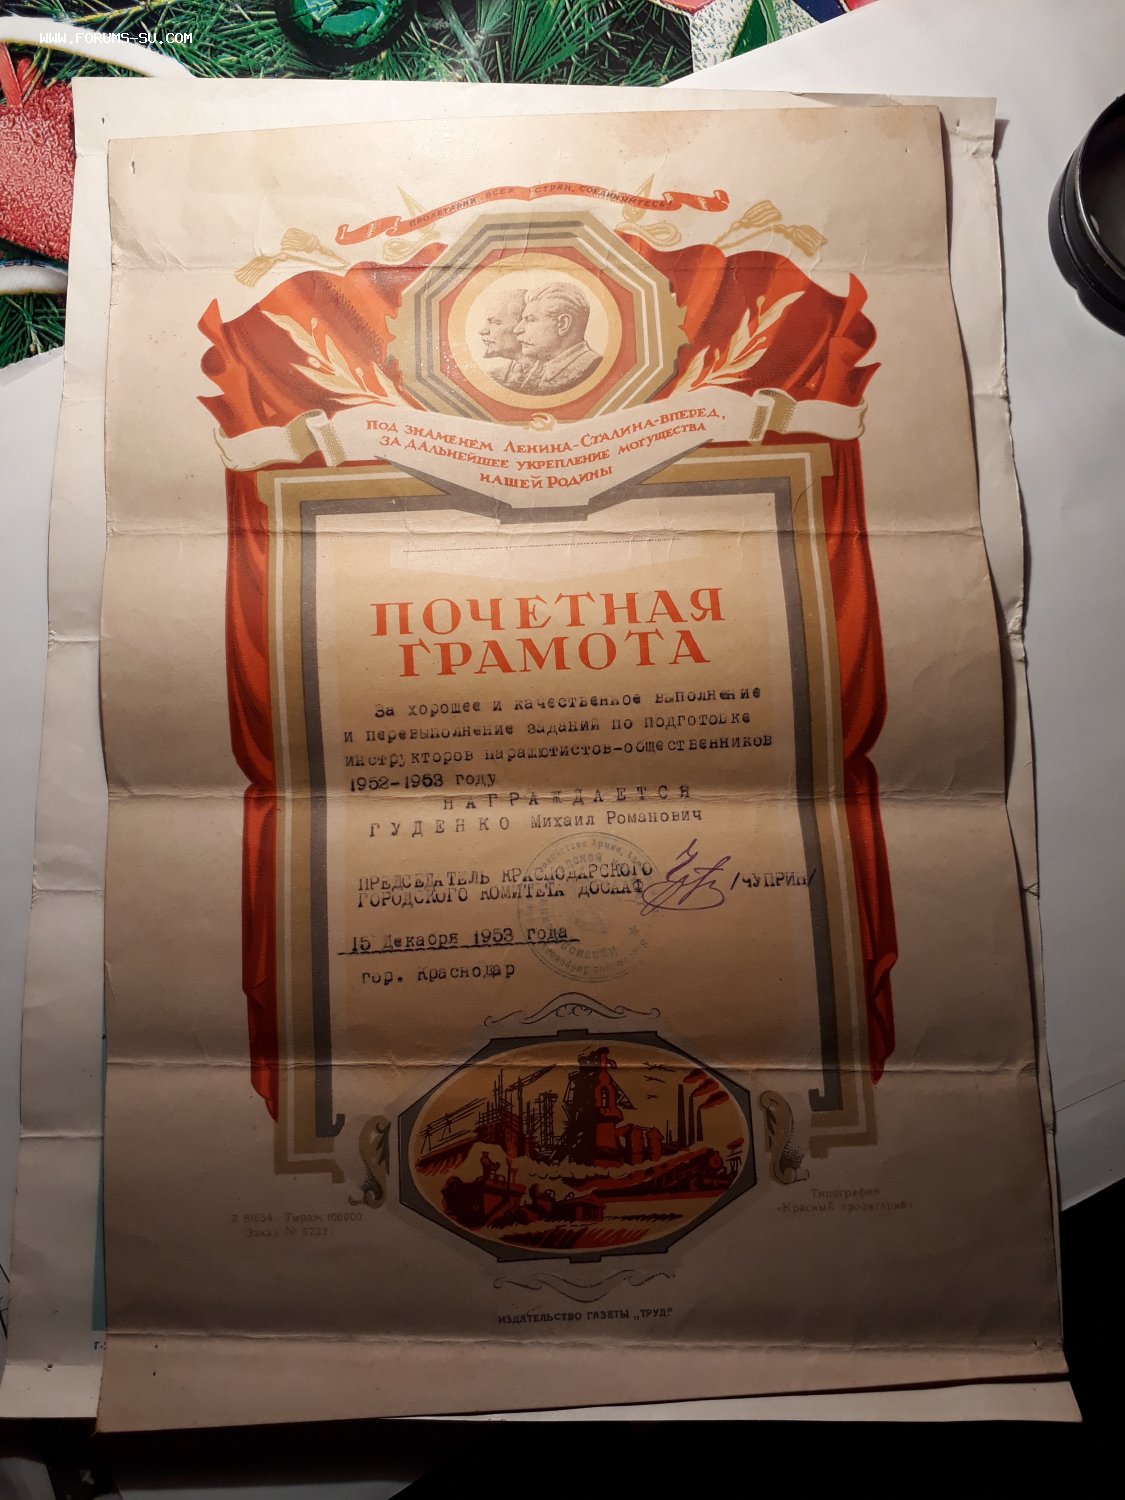 WWW.FORUMS-SU.COM
ПРОЛЕТАРИИ ВСЕХ СТРАН, СОЕДИНЯЙТЕСЬ!
ПОД ЗНАМЕНЕМ ЛЕНИНА-СТАЛИНА-ВПЕРЕД,
ЗА ДАЛЬНЕЙШЕЕ УКРЕПЛЕНИЕ МОГУЩЕСТВА
НАШЕЙ РОДИНЫ
ПОЧЕТНАЯ
ГРАМОТА
За хорошее и качественное выполнение
и перевыполнение заданий по подготовке
инструкторов парашютистов-общественников
1952-1953 году
НАГРАЖДАЕТСЯ
ГУДЕНКО Михаил Романович
ПРЕДСЕДАТЕЛЬ КРАСНОДАРСКОГО
ГОРОДСКОГО КОМИТЕТА ДОСААФ /ЧУПРИН/
15 Декабря 1953 года
гор. Краснодар
Л 81654. Тираж 100000.
Заказ № 6229.
Типография
«Красный пролетарий»
ИЗДАТЕЛЬСТВО ГАЗЕТЫ „ТРУД"